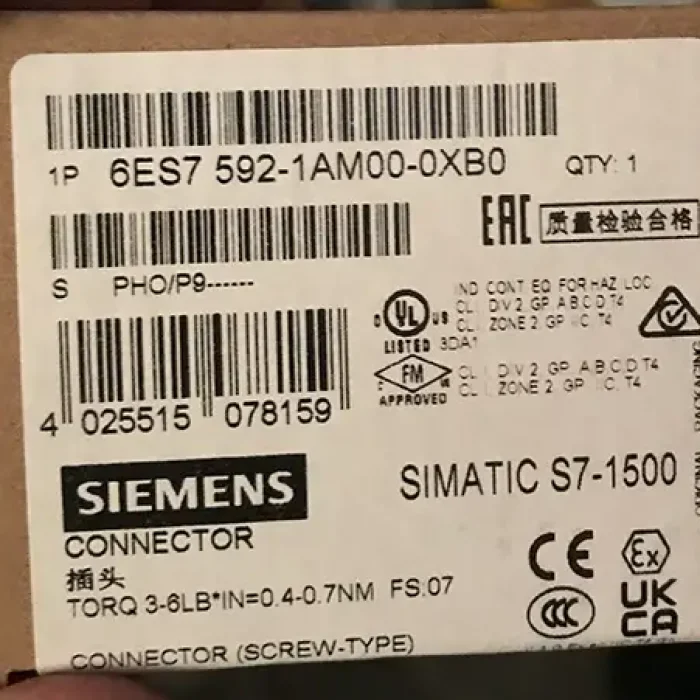 1P 6ES7 592-1AM00-0XB0 QTY: 1
EAC 质量检验合格
S PHO/P9------
UL LISTED 3DA1
IND CONT EQ FOR HAZ LOC
CL I DIV 2 GP A B C D T4
CL I ZONE 2 GP IIC T4
FM APPROVED
CL I DIV 2 GP A B C D T4
CL I ZONE 2 GP IIC T4
4 025515 078159
SIEMENS
SIMATIC S7-1500
CONNECTOR
插头
TORQ 3-6LB*IN=0.4-0.7NM FS:07
CE Ex
CCC UK CA
CONNECTOR (SCREW-TYPE)